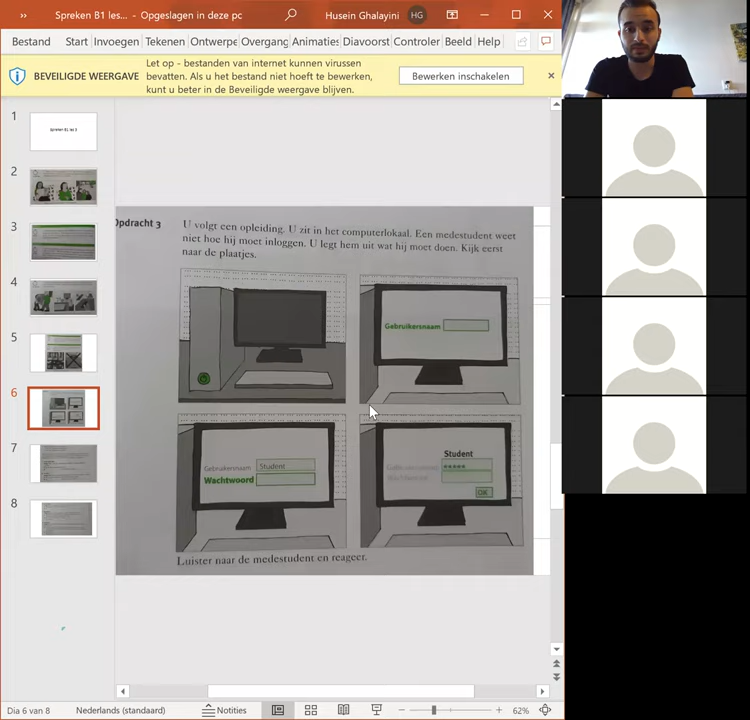 Spreken B1 les... - Opgeslagen in deze pc
Husein Ghalayini
HG
Bestand Start Invoegen Tekenen Ontwerpe Overgang Animaties Diavoorst Controler Beeld Help
BEVEILIGDE WEERGAVE
Let op - bestanden van internet kunnen virussen
bevatten. Als u het bestand niet hoeft te bewerken,
kunt u beter in de Beveiligde weergave blijven.
Bewerken inschakelen
1
Spreken B1 les 3
2
3
4
5
6
7
8
Opdracht 3
U volgt een opleiding. U zit in het computerlokaal. Een medestudent weet
niet hoe hij moet inloggen. U legt hem uit wat hij moet doen. Kijk eerst
naar de plaatjes.
Gebruikersnaam
Gebruikersnaam Student
Wachtwoord
Student
*****
OK
Luister naar de medestudent en reageer.
Dia 6 van 8
Nederlands (standaard)
Notities
62%